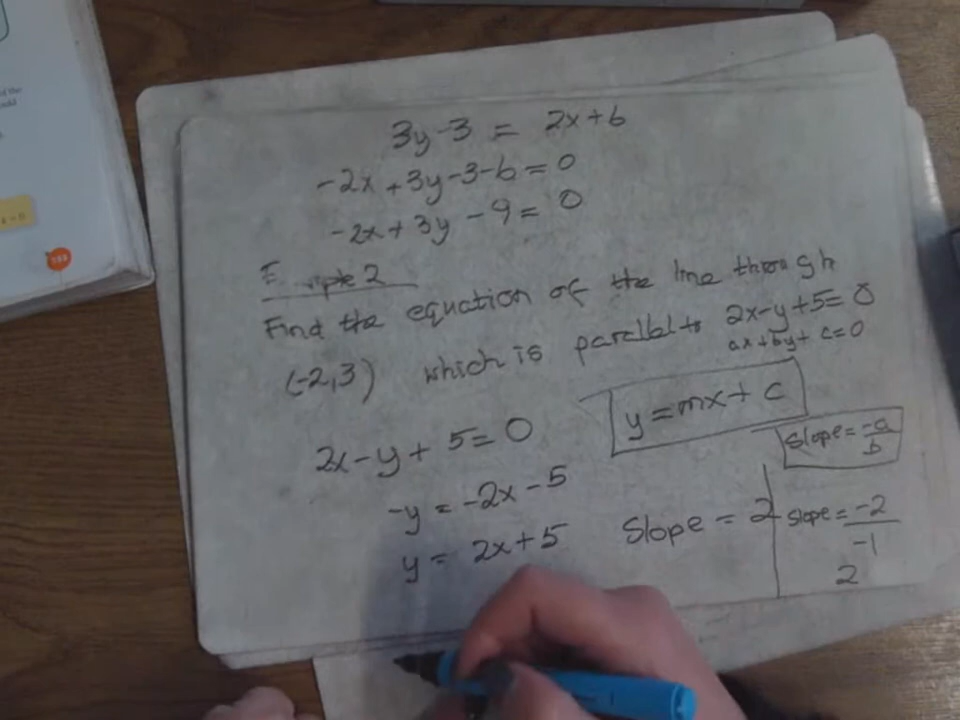 3y-3 = 2x+6
-2x+3y-3-6=0
-2x+3y-9=0
2
Find the equation of the line through
(-2,3) which is parallel to 2x-y+5=0
ax+by+c=0
y=mx+c
Slope = -a/b
2x-y+5=0
-y = -2x-5
y = 2x+5
Slope = 2
Slope = -2/-1
2